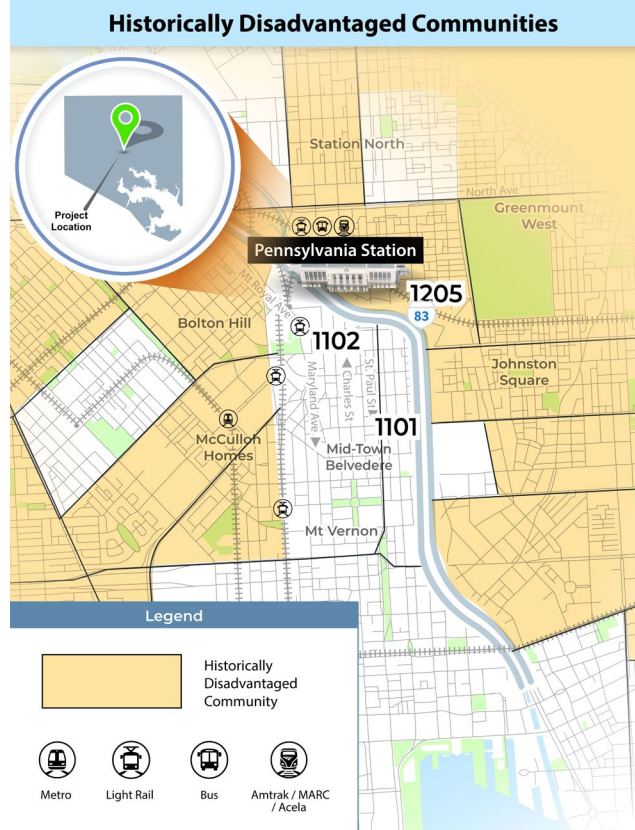 Historically Disadvantaged Communities
Project
Location
Station North
North Ave
Greenmount
West
Pennsylvania Station
Mt Royal Ave
1205
83
Bolton Hill
1102
Johnston
Square
Maryland Ave
Charles St
St. Paul St
1101
McCulloh
Homes
Mid-Town
Belvedere
Mt Vernon
Legend
Historically
Disadvantaged
Community
Metro
Light Rail
Bus
Amtrak / MARC
/ Acela